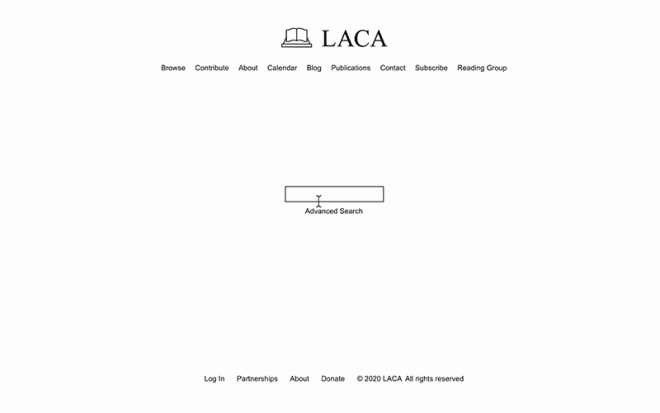 LACA
Browse Contribute About Calendar Blog Publications Contact Subscribe Reading Group
Advanced Search
Log In Partnerships About Donate © 2020 LACA All rights reserved